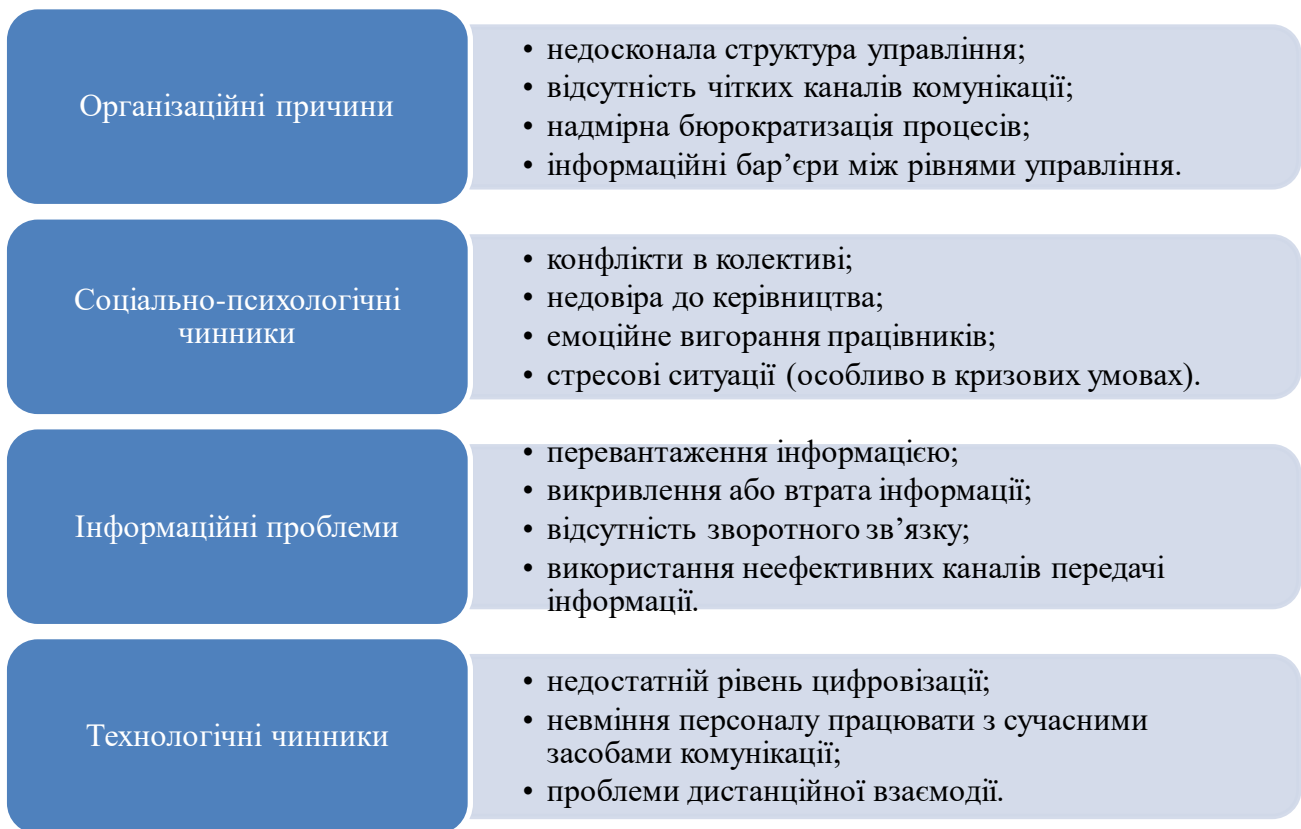 Організаційні причини
• недосконала структура управління;
• відсутність чітких каналів комунікації;
• надмірна бюрократизація процесів;
• інформаційні бар’єри між рівнями управління.
Соціально-психологічні
чинники
• конфлікти в колективі;
• недовіра до керівництва;
• емоційне вигорання працівників;
• стресові ситуації (особливо в кризових умовах).
Інформаційні проблеми
• перевантаження інформацією;
• викривлення або втрата інформації;
• відсутність зворотного зв’язку;
• використання неефективних каналів передачі
інформації.
Технологічні чинники
• недостатній рівень цифровізації;
• невміння персоналу працювати з сучасними
засобами комунікації;
• проблеми дистанційної взаємодії.